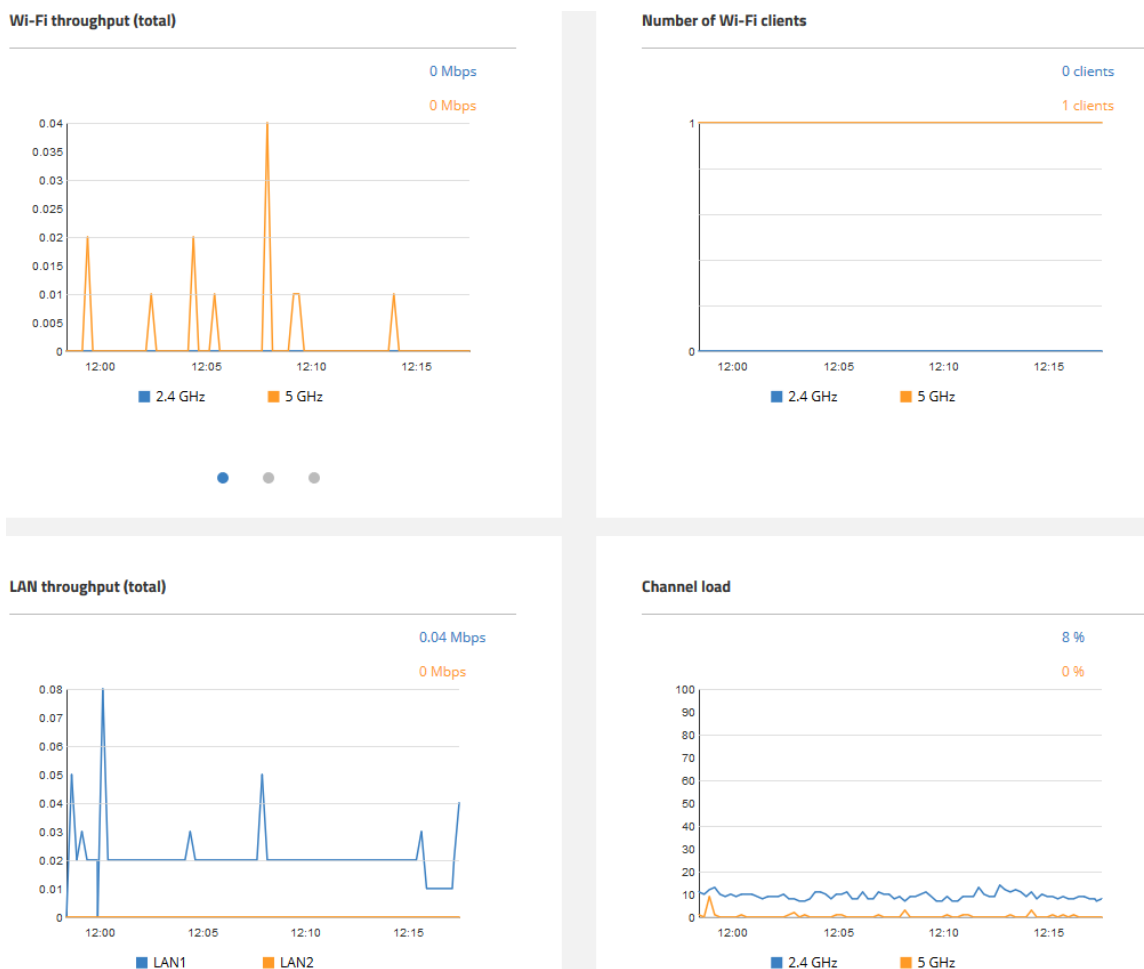 Wi-Fi throughput (total)
0 Mbps
0 Mbps
0.04
0.035
0.03
0.025
0.02
0.015
0.01
0.005
0
12:00 12:05 12:10 12:15
2.4 GHz 5 GHz
Number of Wi-Fi clients
0 clients
1 clients
1
0
12:00 12:05 12:10 12:15
2.4 GHz 5 GHz
LAN throughput (total)
0.04 Mbps
0 Mbps
0.08
0.07
0.06
0.05
0.04
0.03
0.02
0.01
0
12:00 12:05 12:10 12:15
LAN1 LAN2
Channel load
8 %
0 %
100
90
80
70
60
50
40
30
20
10
0
12:00 12:05 12:10 12:15
2.4 GHz 5 GHz